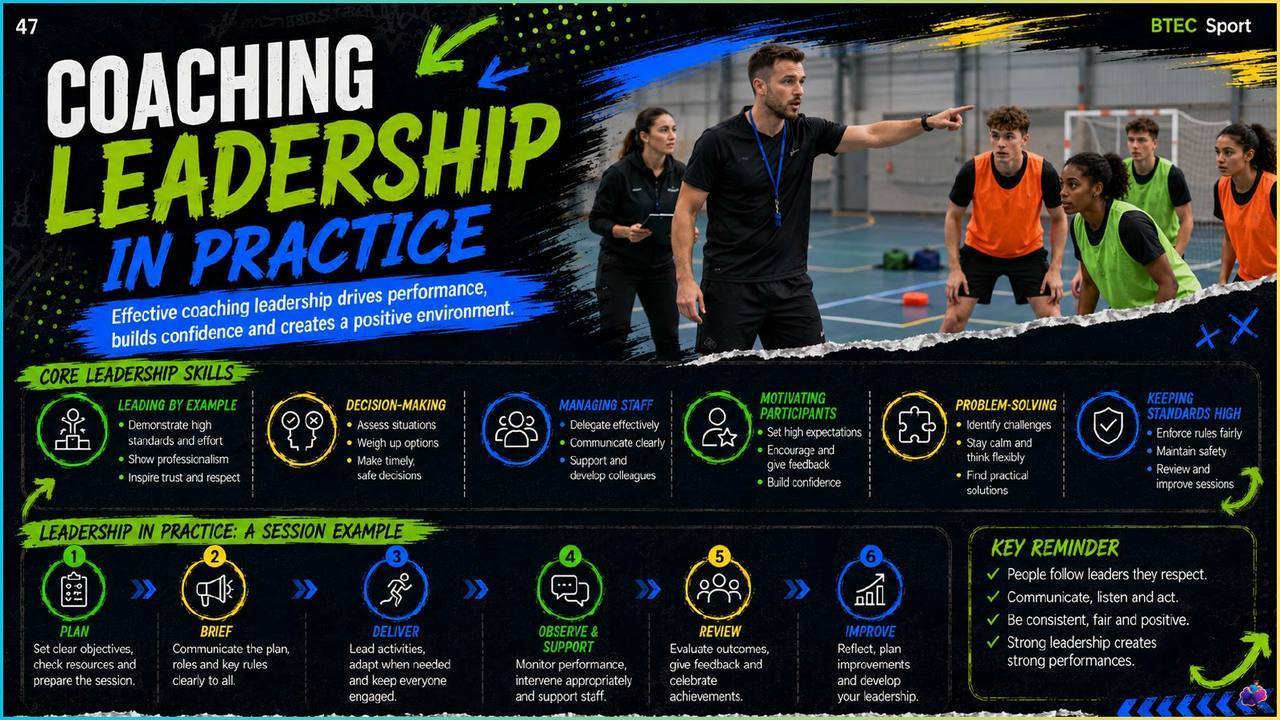 47
BTEC Sport
COACHING
LEADERSHIP
IN PRACTICE
Effective coaching leadership drives performance,
builds confidence and creates a positive environment.
CORE LEADERSHIP SKILLS
LEADING BY EXAMPLE
• Demonstrate high
standards and effort
• Show professionalism
• Inspire trust and respect
DECISION-MAKING
• Assess situations
• Weigh up options
• Make timely,
safe decisions
MANAGING STAFF
• Delegate effectively
• Communicate clearly
• Support and
develop colleagues
MOTIVATING
PARTICIPANTS
• Set high expectations
• Encourage and
give feedback
• Build confidence
PROBLEM-SOLVING
• Identify challenges
• Stay calm and
think flexibly
• Find practical
solutions
KEEPING
STANDARDS HIGH
• Enforce rules fairly
• Maintain safety
• Review and
improve sessions
LEADERSHIP IN PRACTICE: A SESSION EXAMPLE
1
PLAN
Set clear objectives,
check resources and
prepare the session.
2
BRIEF
Communicate the plan,
roles and key rules
clearly to all.
3
DELIVER
Lead activities,
adapt when needed
and keep everyone
engaged.
4
OBSERVE &
SUPPORT
Monitor performance,
intervene appropriately
and support staff.
5
REVIEW
Evaluate outcomes,
give feedback and
celebrate
achievements.
6
IMPROVE
Reflect, plan
improvements
and develop
your leadership.
KEY REMINDER
✓ People follow leaders they respect.
✓ Communicate, listen and act.
✓ Be consistent, fair and positive.
✓ Strong leadership creates
strong performances.